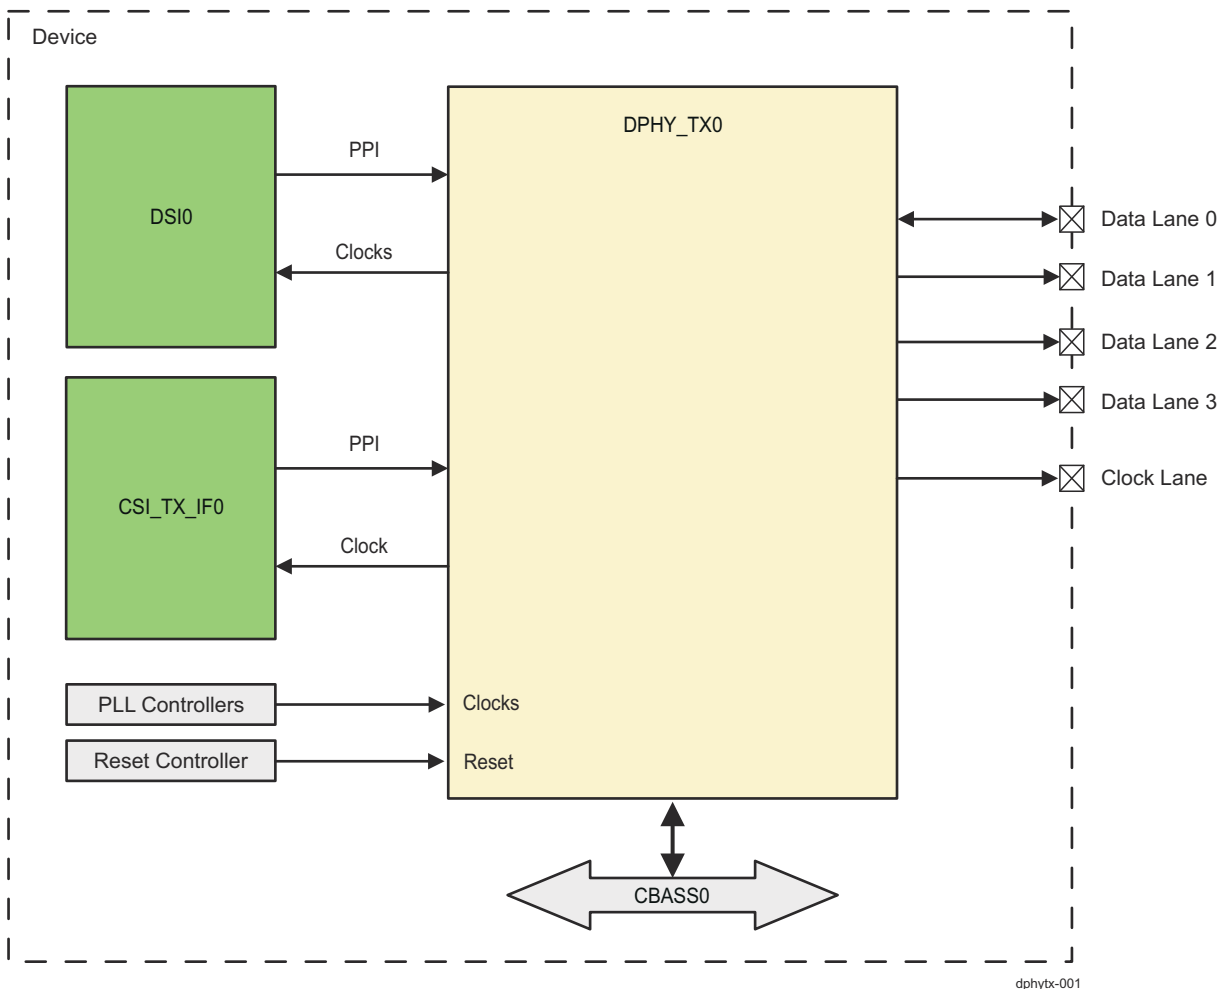 Device
DPHY_TX0
PPI
DSI0
Clocks
Data Lane 0
Data Lane 1
Data Lane 2
Data Lane 3
PPI
CSI_TX_IF0
Clock
Clock Lane
PLL Controllers
Clocks
Reset Controller
Reset
CBASS0
dphytx-001